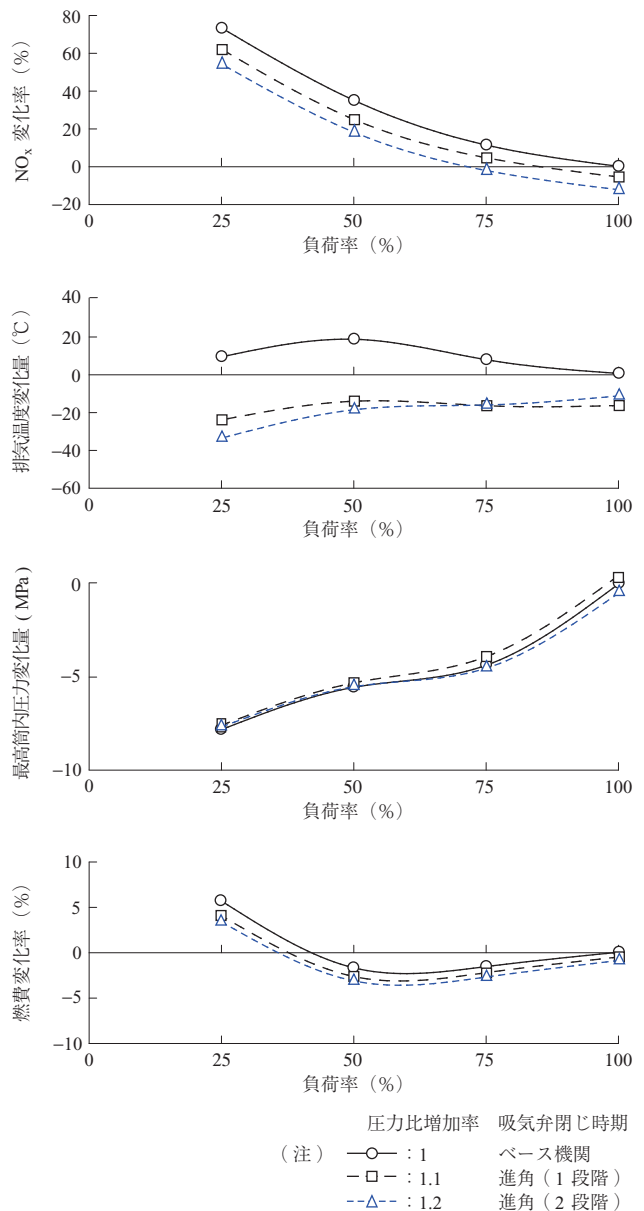 80
60
40
20
0
−20
NOx 変化率 (%)
0 25 50 75 100
負荷率 (%)
40
20
0
−20
−40
−60
排気温度変化量 (℃)
0 25 50 75 100
負荷率 (%)
0
−5
−10
最高筒内圧力変化量 ( MPa )
0 25 50 75 100
負荷率 (%)
10
5
0
−5
−10
燃費変化率 (%)
0 25 50 75 100
負荷率 (%)
圧力比増加率 吸気弁閉じ時期
( 注 ) : 1 ベース機関
: 1.1 進角 ( 1 段階 )
: 1.2 進角 ( 2 段階 )